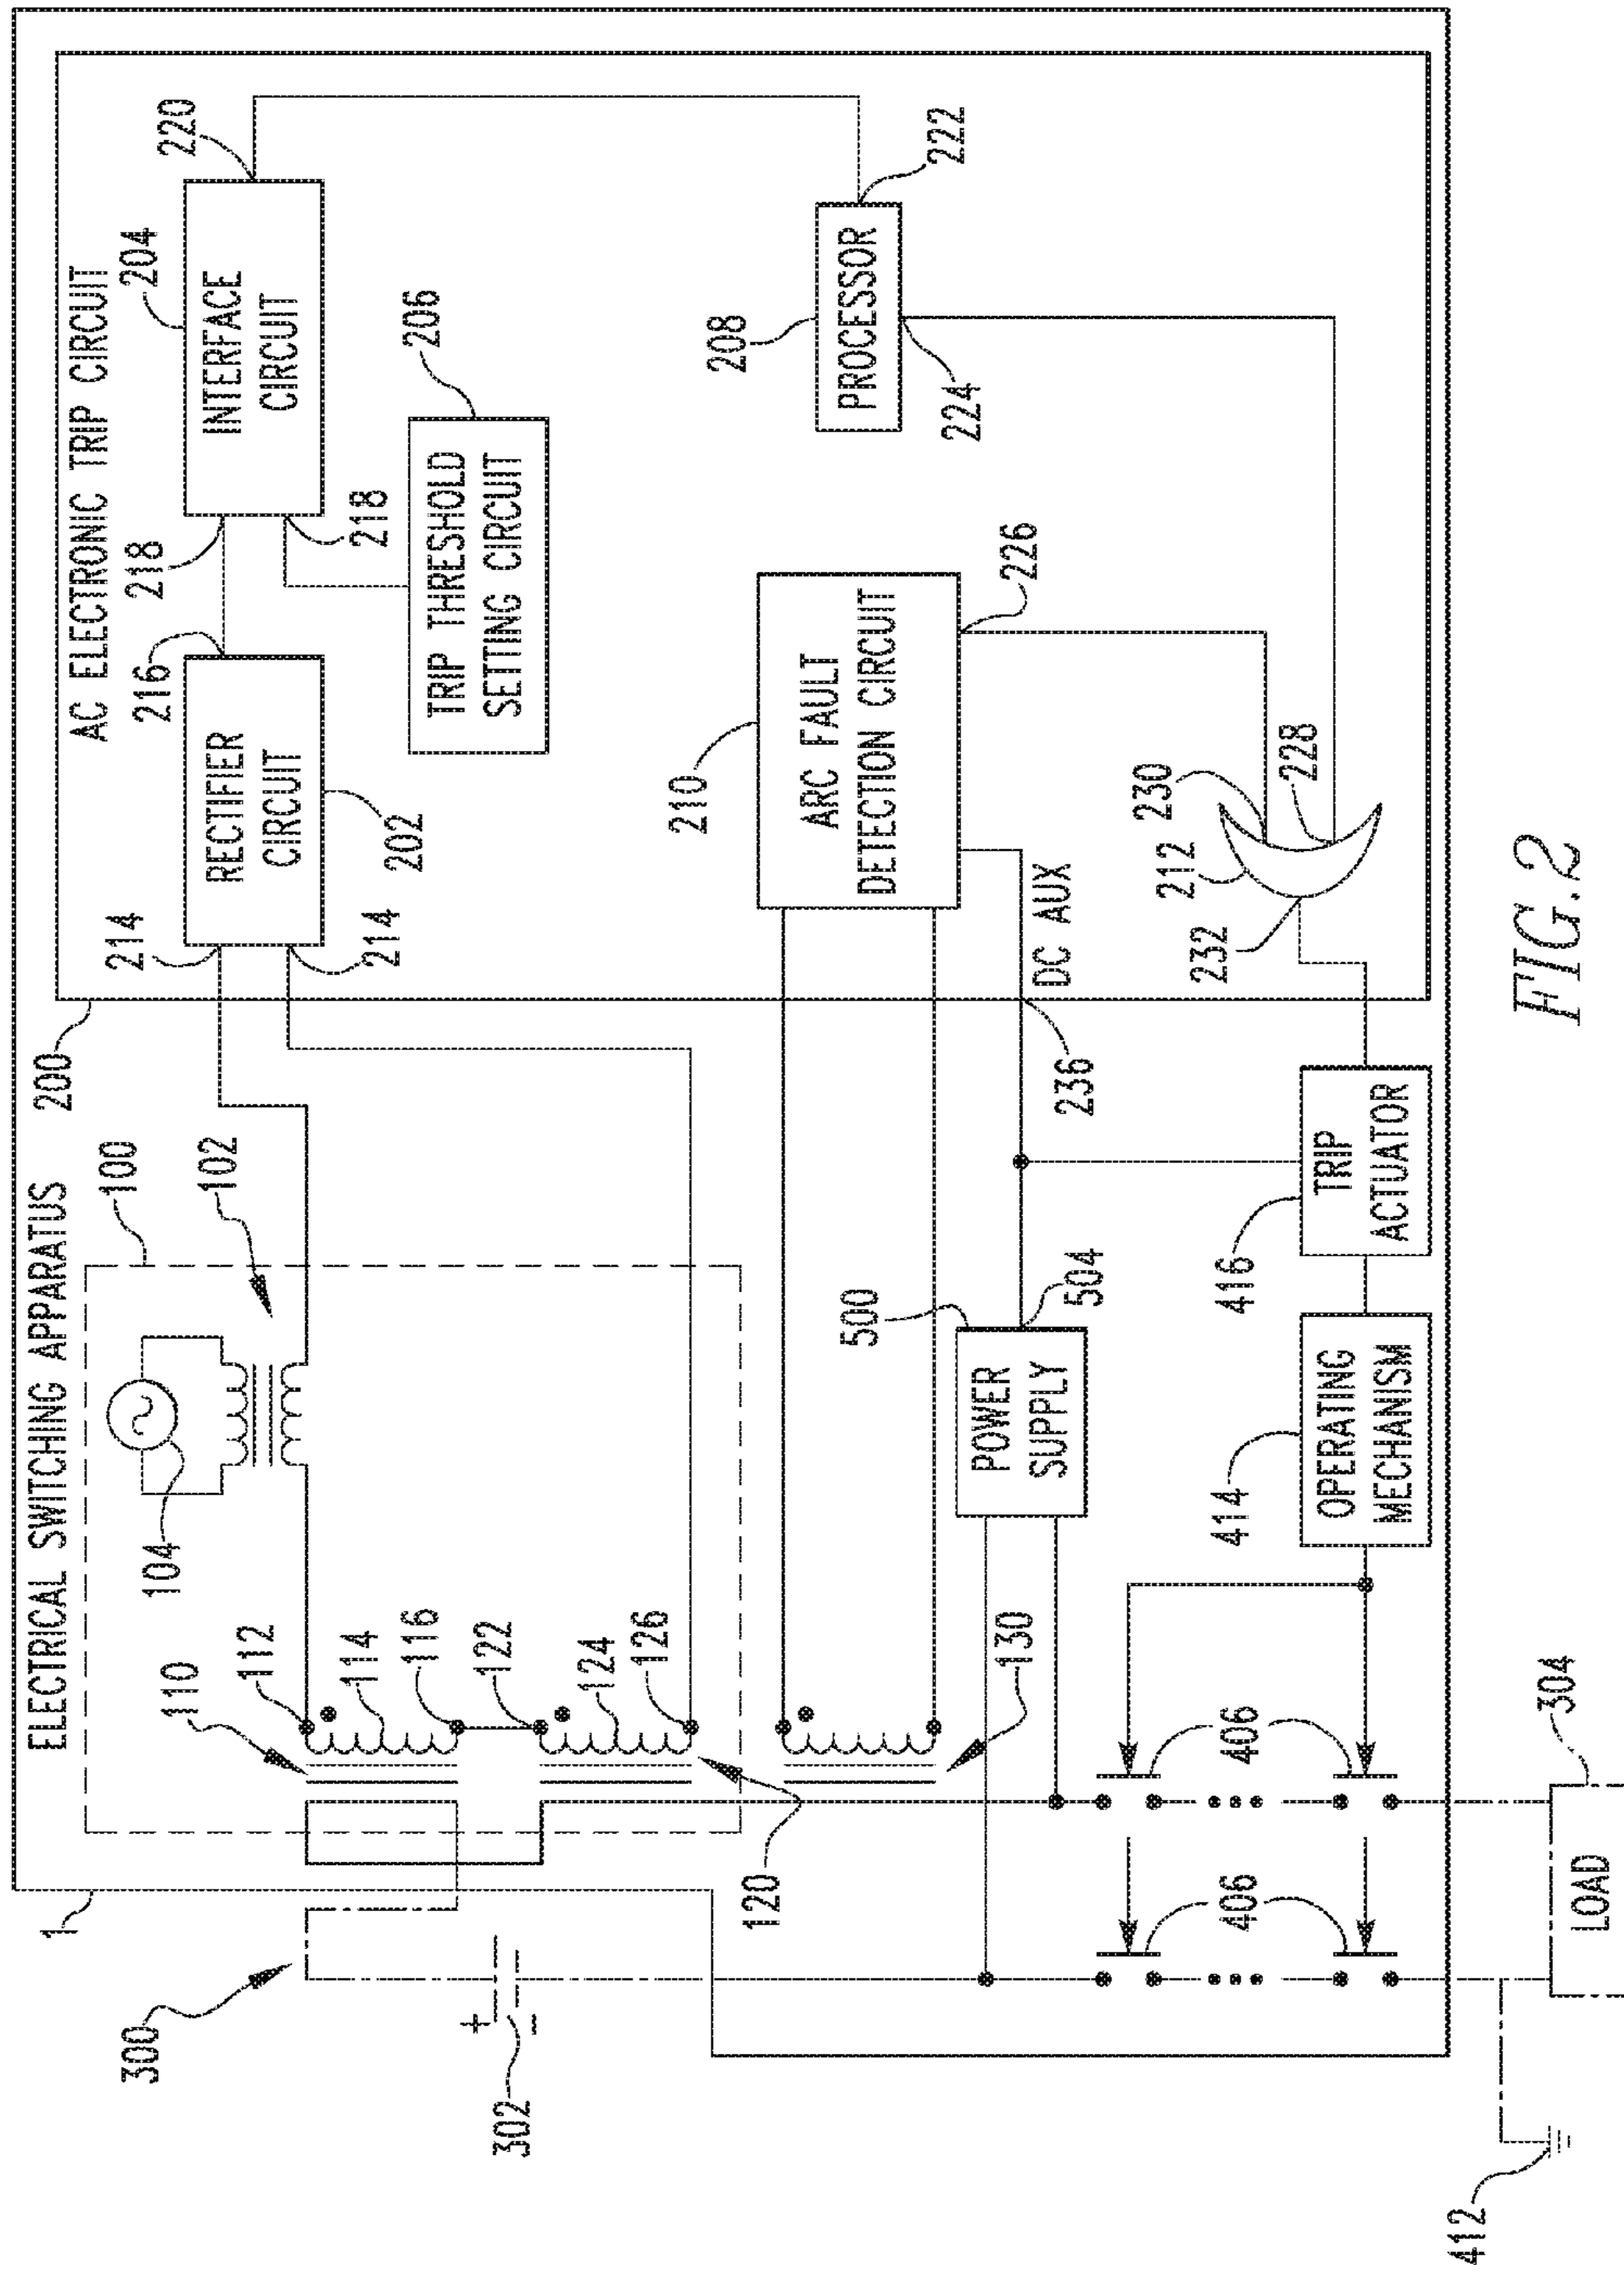 ELECTRICAL SWITCHING APPARATUS
1
300
302
+
-
100
102
104
110
112
114
116
122
124
126
120
130
200
AC ELECTRONIC TRIP CIRCUIT
214
214
RECTIFIER
CIRCUIT
202
216
218
218
INTERFACE
CIRCUIT
204
220
TRIP THRESHOLD
SETTING CIRCUIT
206
208
PROCESSOR
222
224
210
ARC FAULT
DETECTION CIRCUIT
226
DC AUX
236
212
230
228
232
500
POWER
SUPPLY
504
406
406
414
OPERATING
MECHANISM
416
TRIP
ACTUATOR
412
LOAD
304
FIG.2